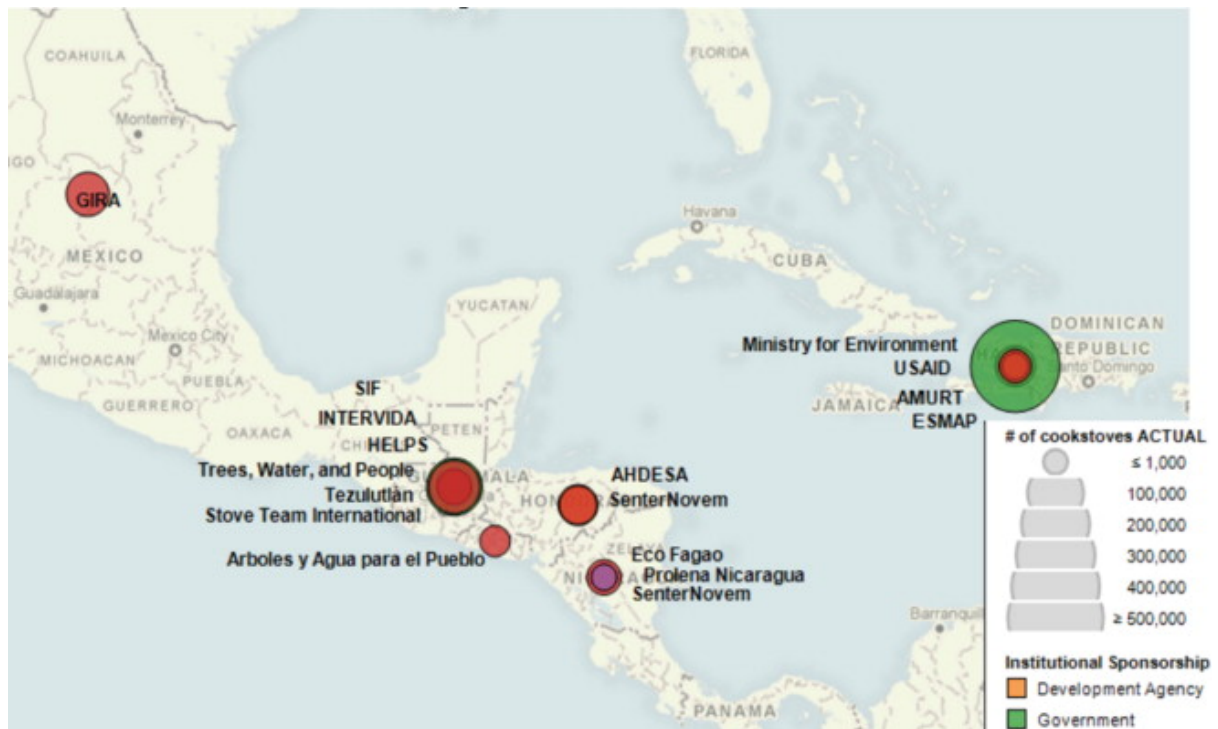 COAHUILA
FLORIDA
Monterrey
GIRA
Havana
MEXICO
CUBA
Guadalajara
YUCATAN
Mexico City
DOMINICAN
REPUBLIC
Ministry for Environment
MICHOACAN
USAID
Santo Domingo
PUEBLA
SIF
AMURT
JAMAICA
GUERRERO
ESMAP
INTERVIDA
OAXACA
PETEN
HELPS
Trees, Water, and People
AHDESA
Tezulutlán
SenterNovem
Stove Team International
Arboles y Agua para el Pueblo
ZELAYA
Eco Fagao
Prolena Nicaragua
SenterNovem
PANAMA
# of cookstoves ACTUAL
≤ 1,000
100,000
200,000
300,000
400,000
≥ 500,000
Institutional Sponsorship
Development Agency
Government